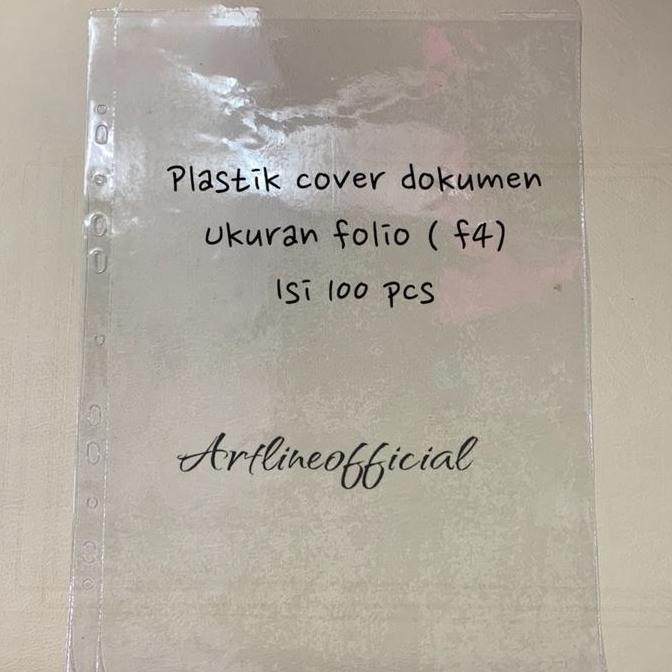 Plastik cover dokumen
ukuran folio ( f4)
Isi 100 pcs
Artlineofficial